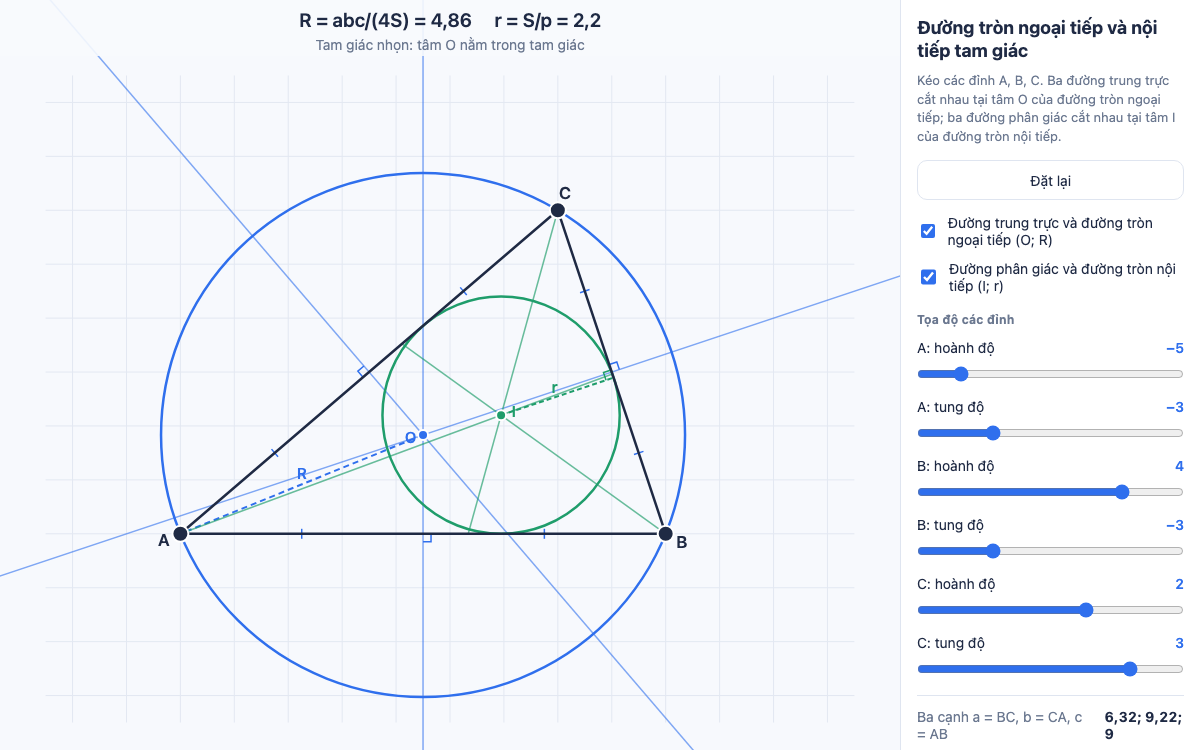 R = abc/(4S) = 4,86 r = S/p = 2,2
Tam giác nhọn: tâm O nằm trong tam giác
C
r
I
O
R
A
B
Đường tròn ngoại tiếp và nội
tiếp tam giác
Kéo các đỉnh A, B, C. Ba đường trung trực
cắt nhau tại tâm O của đường tròn ngoại
tiếp; ba đường phân giác cắt nhau tại tâm I
của đường tròn nội tiếp.
Đặt lại
Đường trung trực và đường tròn
ngoại tiếp (O; R)
Đường phân giác và đường tròn nội
tiếp (I; r)
Tọa độ các đỉnh
A: hoành độ −5
A: tung độ −3
B: hoành độ 4
B: tung độ −3
C: hoành độ 2
C: tung độ 3
Ba cạnh a = BC, b = CA, c 6,32; 9,22;
= AB 9